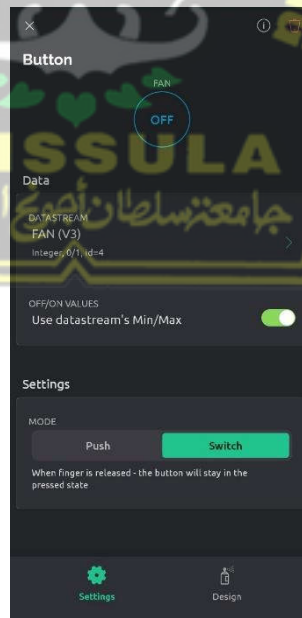 Button
FAN
OFF
SSULA
Data
جامعتنسلطان أجونج
DATASTREAM
FAN (V3)
Integer, 0/1, id=4
OFF/ON VALUES
Use datastream's Min/Max
Settings
MODE
Push
Switch
When finger is released - the button will stay in the
pressed state
Settings
Design